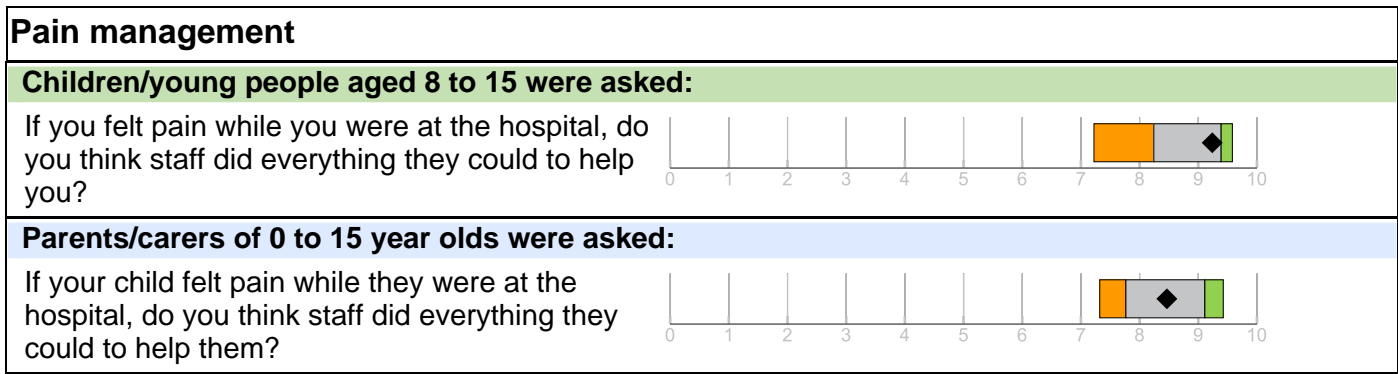 Pain management
Children/young people aged 8 to 15 were asked:
If you felt pain while you were at the hospital, do
you think staff did everything they could to help
you?
0 1 2 3 4 5 6 7 8 9 10
Parents/carers of 0 to 15 year olds were asked:
If your child felt pain while they were at the
hospital, do you think staff did everything they
could to help them?
0 1 2 3 4 5 6 7 8 9 10